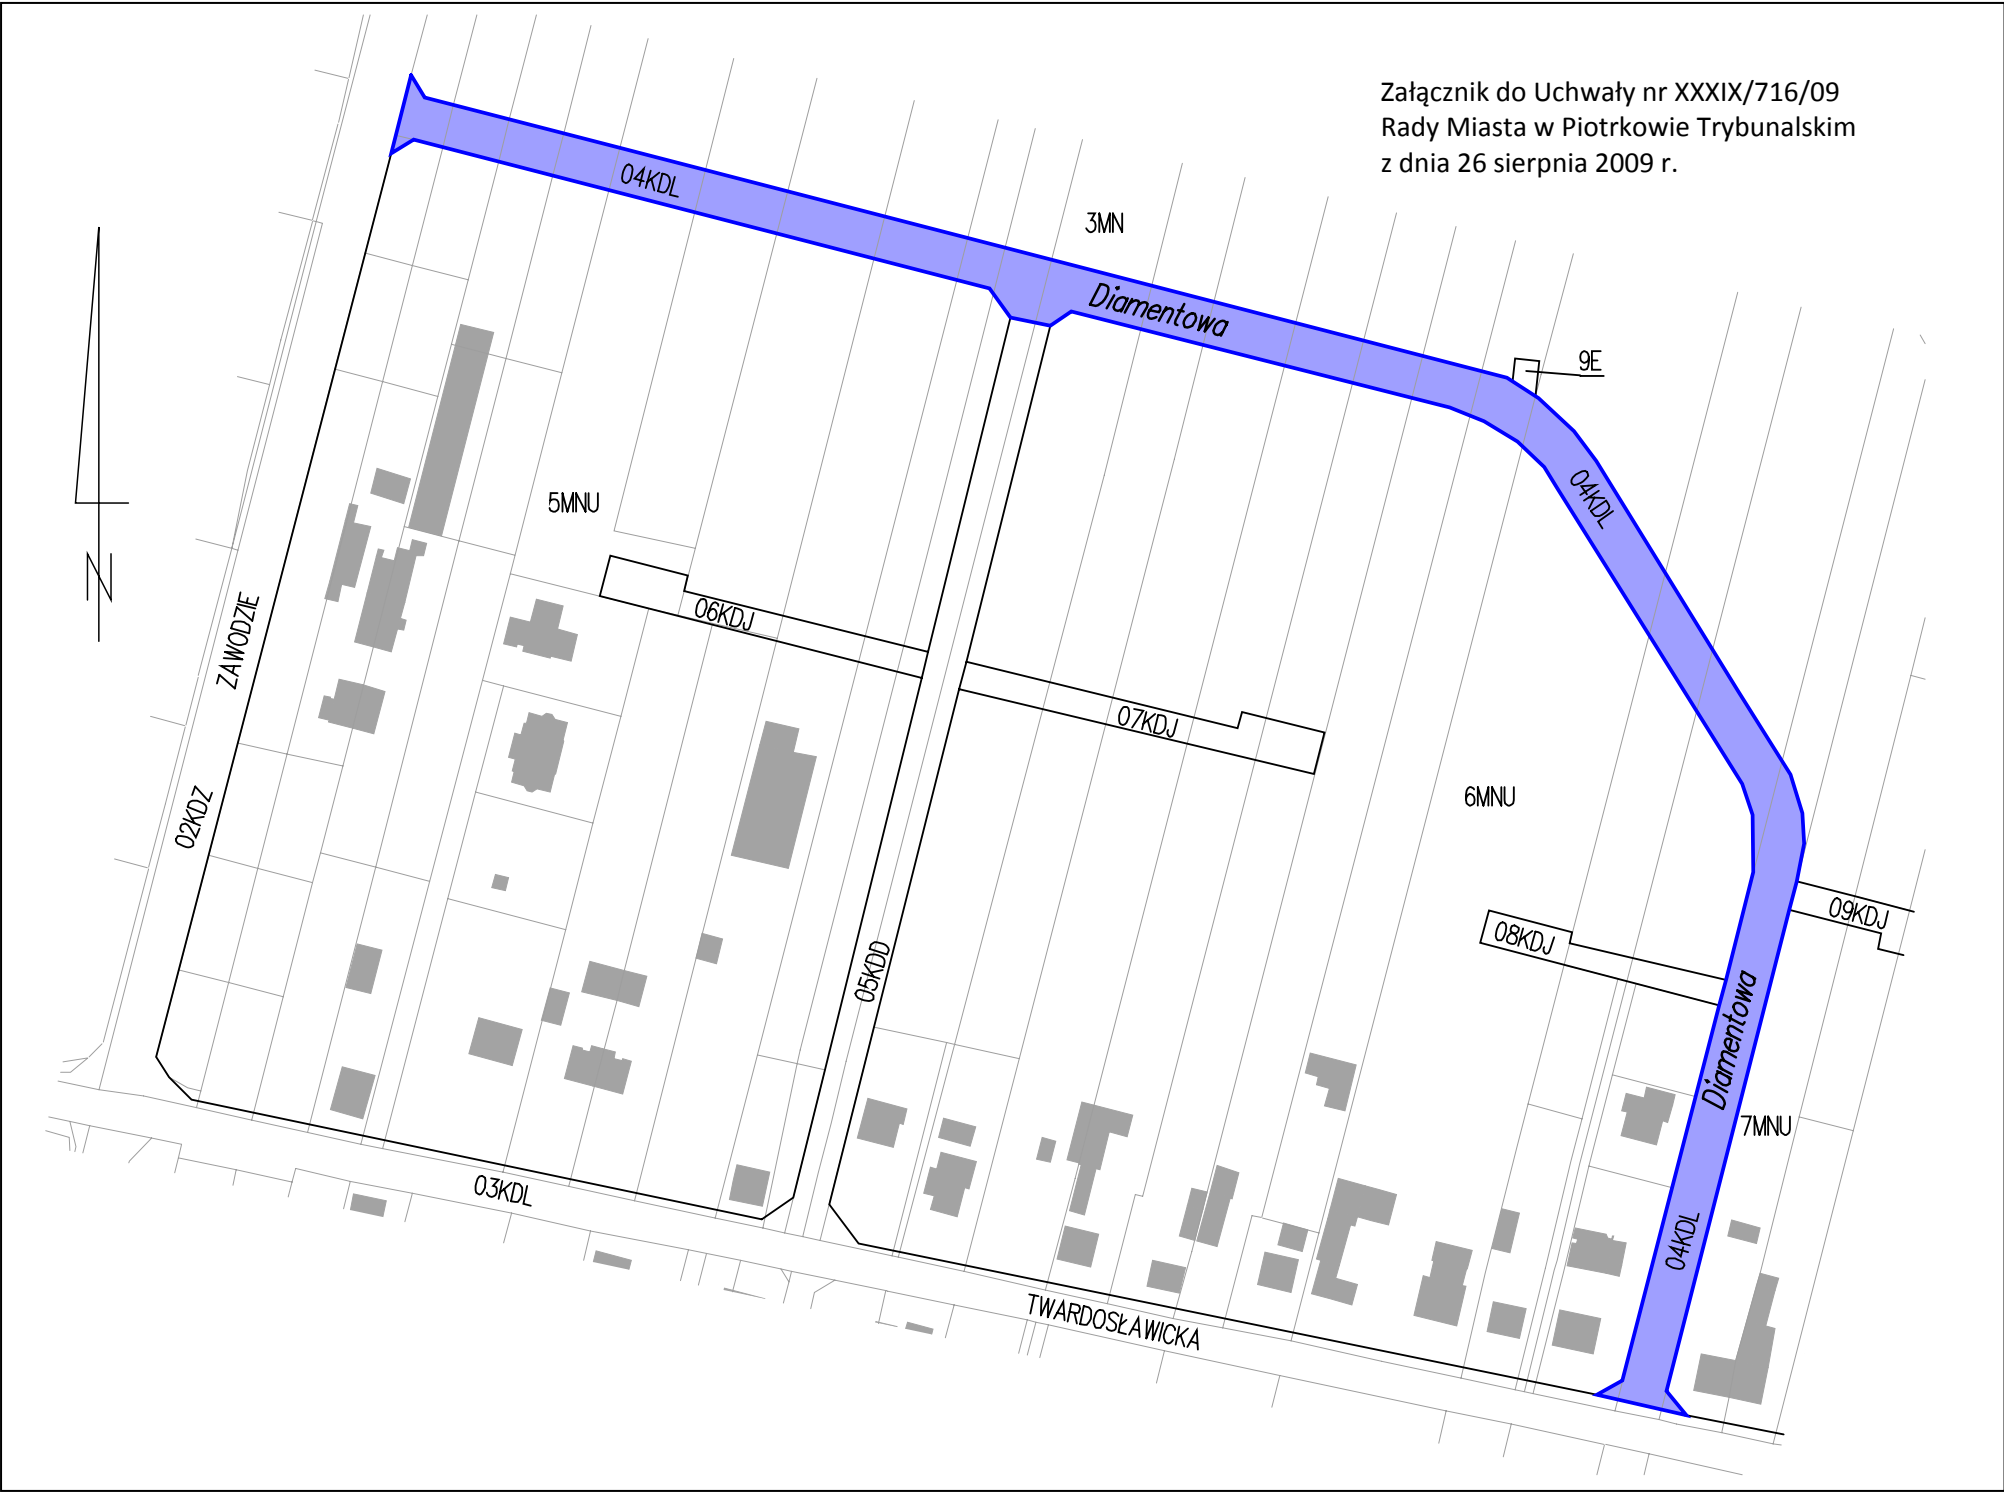 Załącznik do Uchwały nr XXXIX/716/09
Rady Miasta w Piotrkowie Trybunalskim
z dnia 26 sierpnia 2009 r.
04KDL
3MN
Diamentowa
9E
04KDL
5MNU
N
ZAWODZIE
06KDJ
07KDJ
02KDZ
6MNU
09KDJ
08KDJ
05KDD
Diamentowa
7MNU
03KDL
04KDL
TWARDOSŁAWICKA